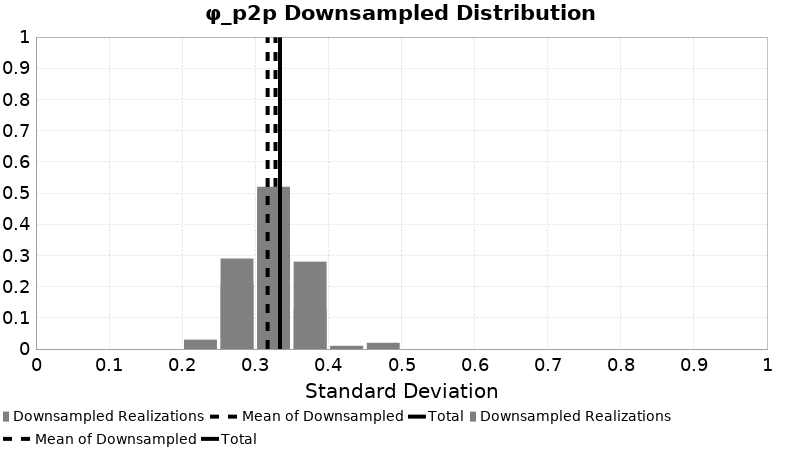 φ_p2p Downsampled Distribution
1
0.9
0.8
0.7
0.6
0.5
0.4
0.3
0.2
0.1
0
0 0.1 0.2 0.3 0.4 0.5 0.6 0.7 0.8 0.9 1
Standard Deviation
Downsampled Realizations Mean of Downsampled Total Downsampled Realizations
Mean of Downsampled Total